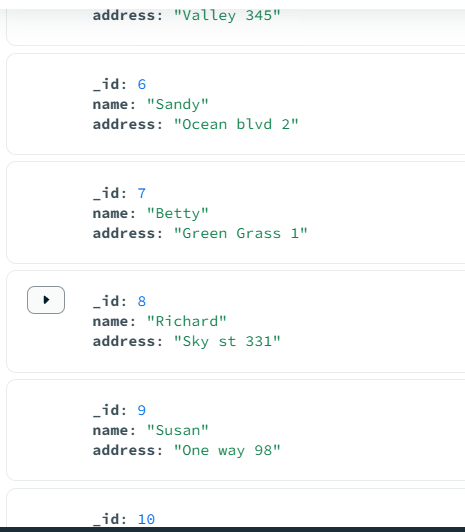 address: "Valley 345"
_id: 6
name: "Sandy"
address: "Ocean blvd 2"
_id: 7
name: "Betty"
address: "Green Grass 1"
_id: 8
name: "Richard"
address: "Sky st 331"
_id: 9
name: "Susan"
address: "One way 98"
_id: 10